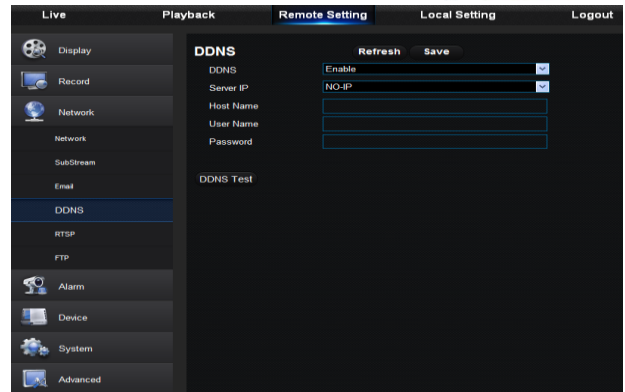 Live Playback Remote Setting Local Setting Logout
Display
Record
Network
Network
SubStream
Email
DDNS
RTSP
FTP
Alarm
Device
System
Advanced
DDNS Refresh Save
DDNS Enable
Server IP NO-IP
Host Name
User Name
Password
DDNS Test